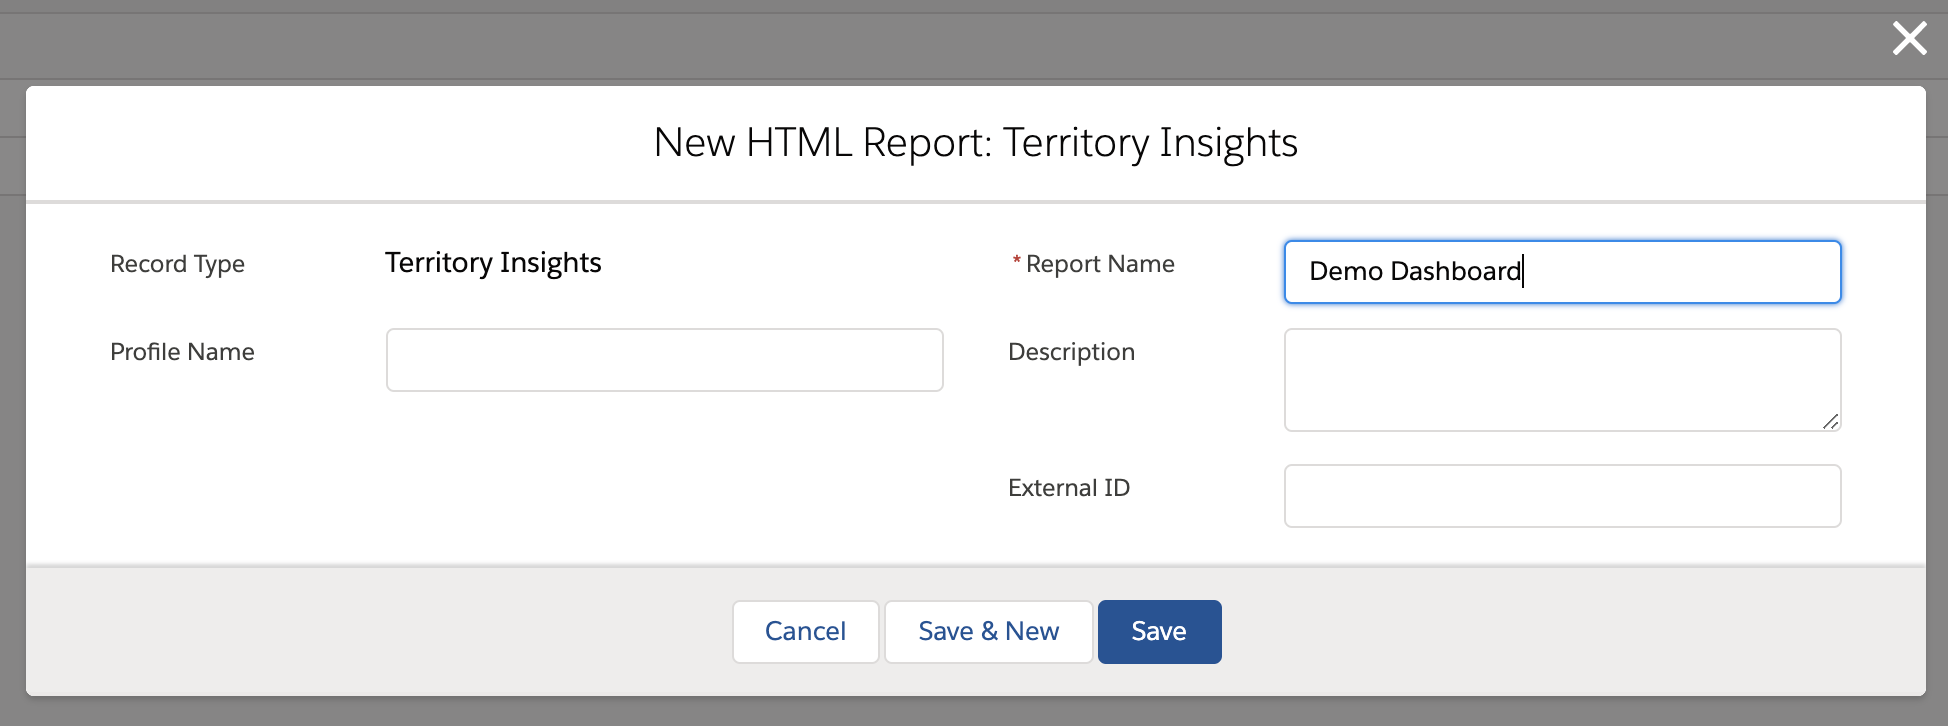 New HTML Report: Territory Insights
Record Type
Territory Insights
*Report Name
Demo Dashboard
Profile Name
Description
External ID
Cancel
Save & New
Save